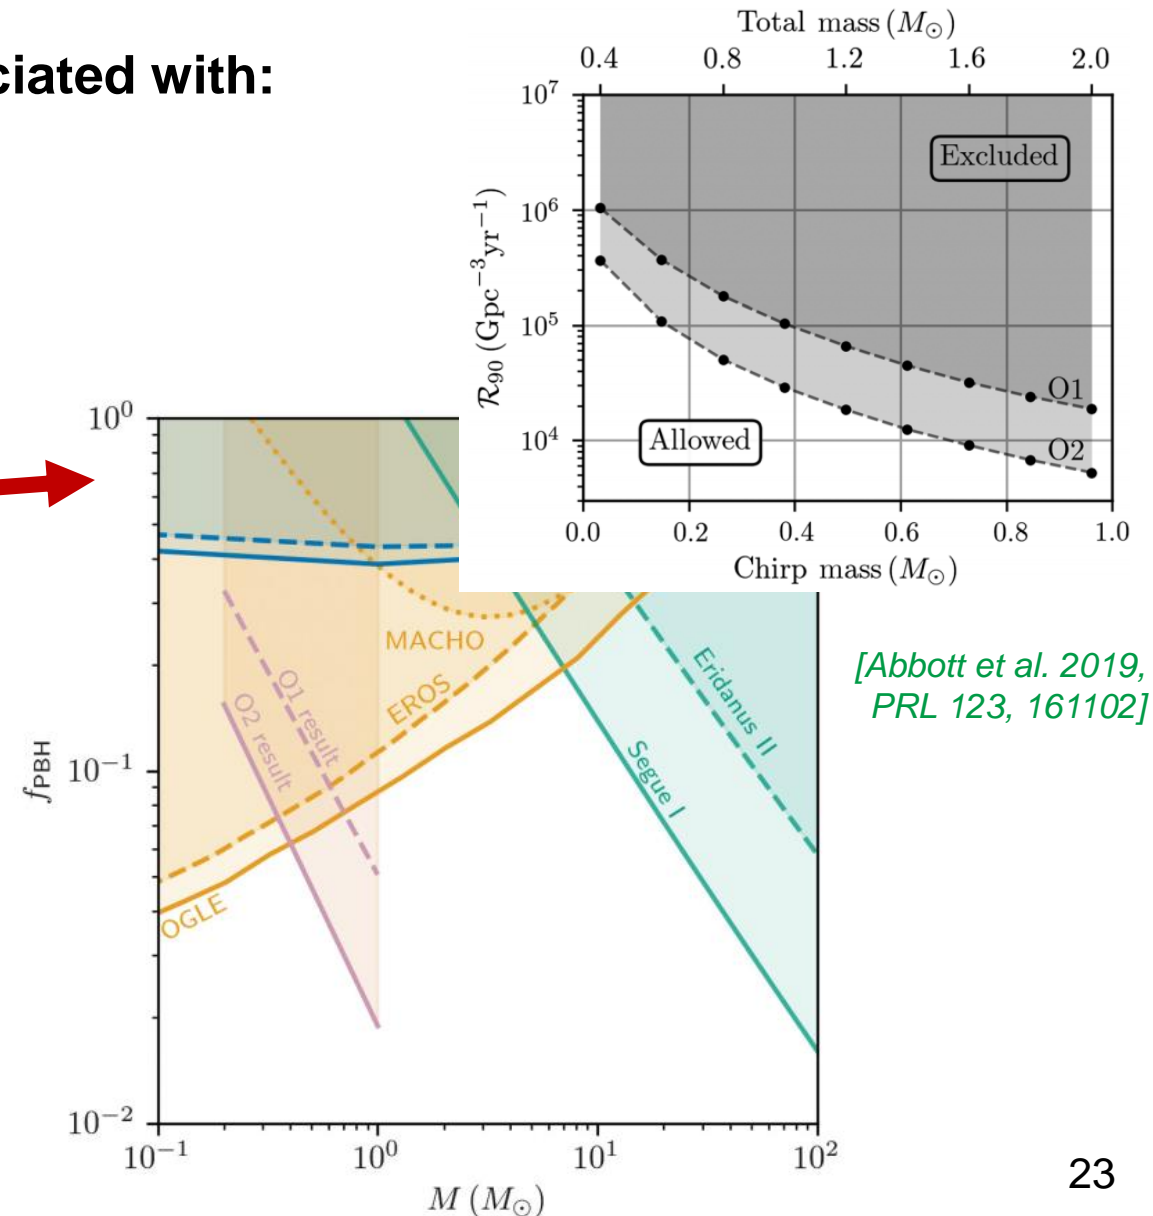 ciated with:
Total mass (M⊙)
0.4 0.8 1.2 1.6 2.0
10⁷
Excluded
10⁶
10⁵
10⁴
R₉₀ (Gpc⁻³yr⁻¹)
O1
O2
Allowed
0.0 0.2 0.4 0.6 0.8 1.0
Chirp mass (M⊙)
10⁰
MACHO
EROS
O1 result
O2 result
OGLE
Eridanus II
Segue I
[Abbott et al. 2019,
PRL 123, 161102]
fPBH
10⁻¹
10⁻²
10⁻¹ 10⁰ 10¹ 10²
M (M⊙)
23